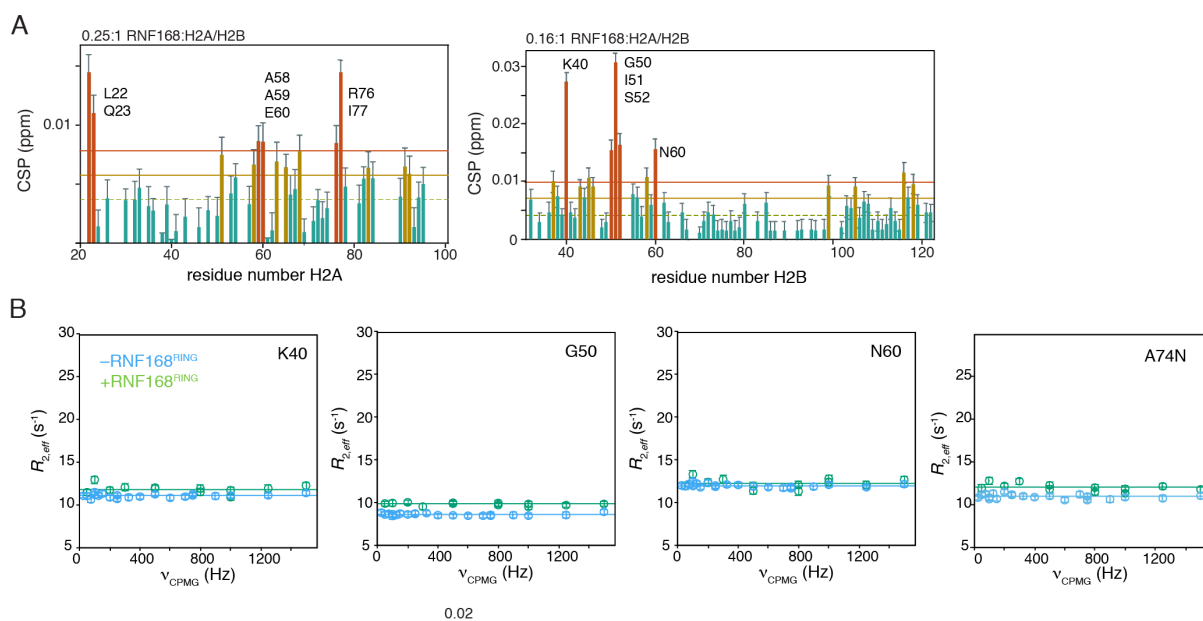 A
0.25:1 RNF168:H2A/H2B
CSP (ppm)
0.01
L22
Q23
A58
A59
E60
R76
I77
20 40 60 80 100
residue number H2A
0.16:1 RNF168:H2A/H2B
CSP (ppm)
0.03
0.02
0.01
0
K40
G50
I51
S52
N60
40 60 80 100 120
residue number H2B
B
R2,eff (s-1)
30
25
20
15
10
5
–RNF168RING
+RNF168RING
K40
0 400 800 1200
νCPMG (Hz)
R2,eff (s-1)
30
25
20
15
10
5
G50
0 400 800 1200
νCPMG (Hz)
R2,eff (s-1)
30
25
20
15
10
5
N60
0 400 800 1200
νCPMG (Hz)
R2,eff (s-1)
25
20
15
10
5
A74N
0 400 800 1200
νCPMG (Hz)
0.02